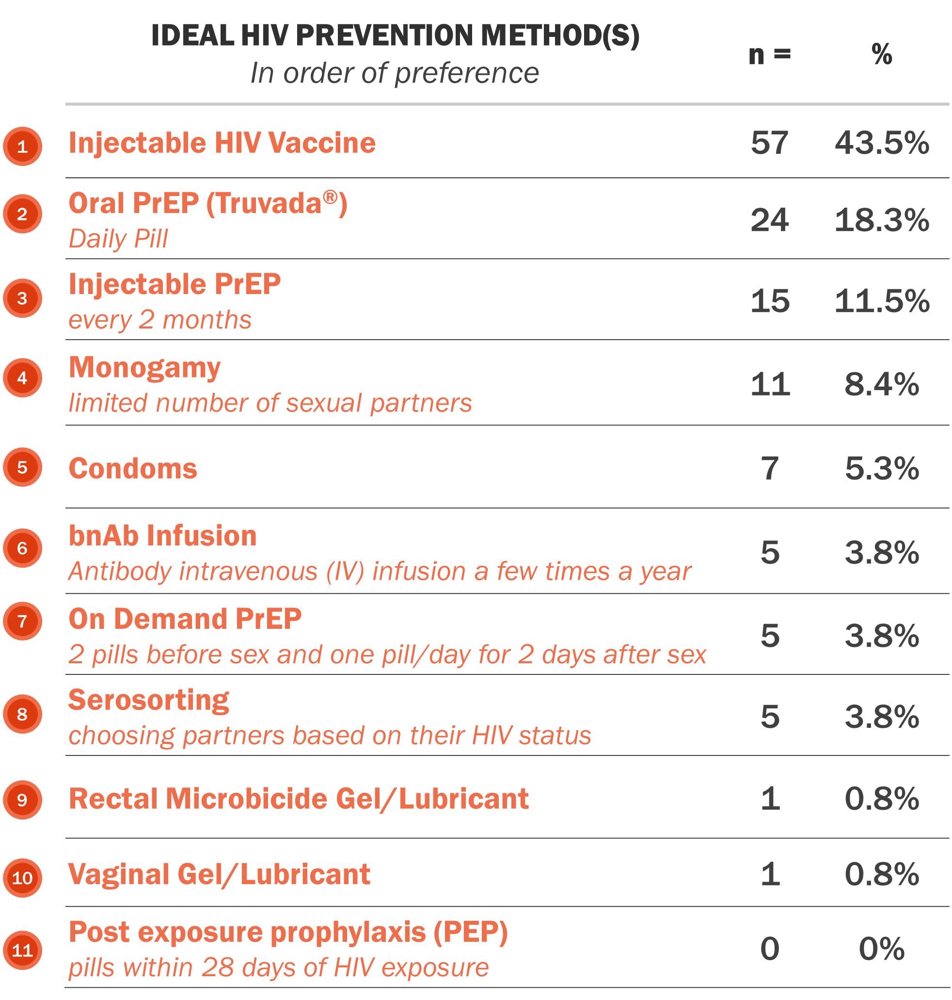 IDEAL HIV PREVENTION METHOD(S)
In order of preference
n = %
1 Injectable HIV Vaccine 57 43.5%
2 Oral PrEP (Truvada®) 24 18.3%
Daily Pill
3 Injectable PrEP 15 11.5%
every 2 months
4 Monogamy 11 8.4%
limited number of sexual partners
5 Condoms 7 5.3%
6 bnAb Infusion 5 3.8%
Antibody intravenous (IV) infusion a few times a year
7 On Demand PrEP 5 3.8%
2 pills before sex and one pill/day for 2 days after sex
8 Serosorting 5 3.8%
choosing partners based on their HIV status
9 Rectal Microbicide Gel/Lubricant 1 0.8%
10 Vaginal Gel/Lubricant 1 0.8%
11 Post exposure prophylaxis (PEP) 0 0%
pills within 28 days of HIV exposure